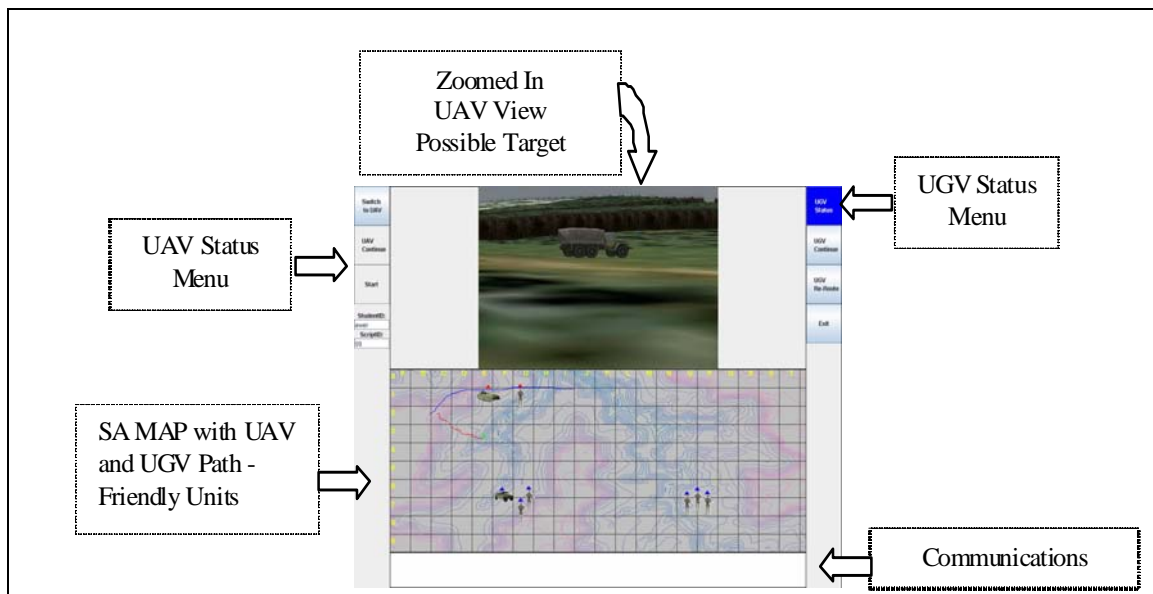 Zoomed In
UAV View
Possible Target
UGV Status
Menu
UAV Status
Menu
SA MAP with UAV
and UGV Path -
Friendly Units
Communications
Switch
to UAV
UAV
Continue
Start
StudentID:
ScriptID:
UGV
Status
UGV
Continue
UGV
Re-Route
Exit